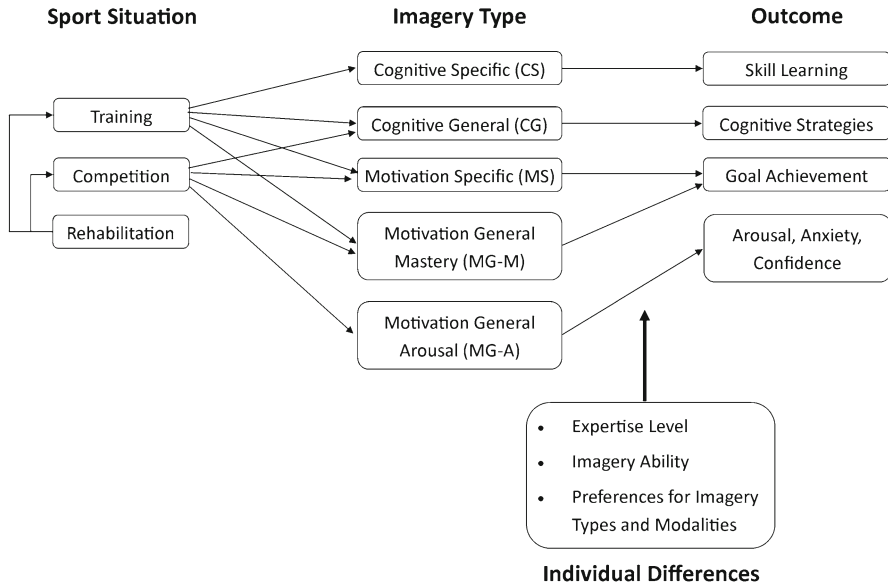 Sport Situation
Imagery Type
Outcome
Training
Competition
Rehabilitation
Cognitive Specific (CS)
Cognitive General (CG)
Motivation Specific (MS)
Motivation General
Mastery (MG-M)
Motivation General
Arousal (MG-A)
Skill Learning
Cognitive Strategies
Goal Achievement
Arousal, Anxiety,
Confidence
• Expertise Level
• Imagery Ability
• Preferences for Imagery
Types and Modalities
Individual Differences